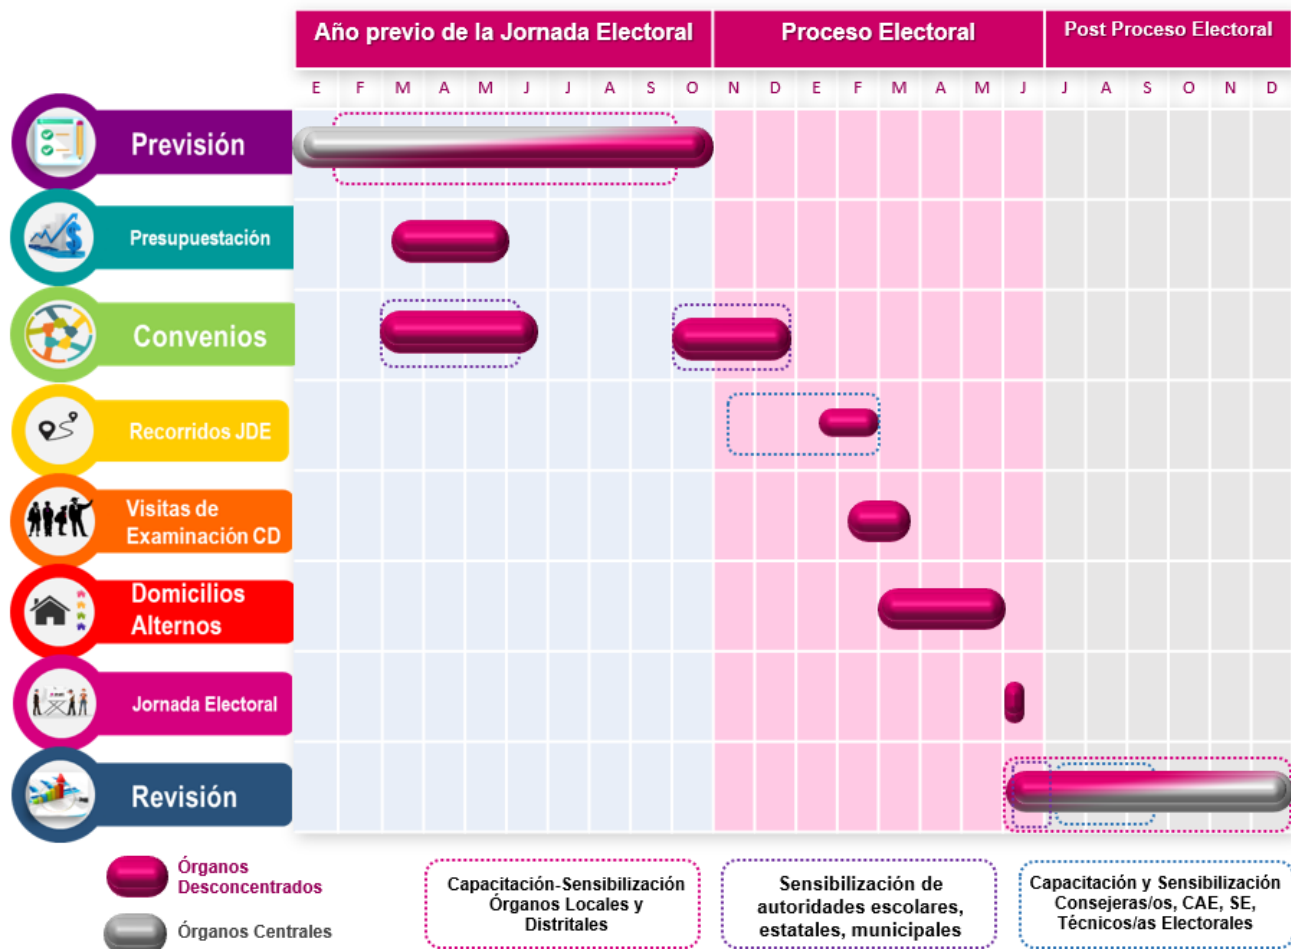 Año previo de la Jornada Electoral
Proceso Electoral
Post Proceso Electoral
E F M A M J J A S O N D E F M A M J J A S O N D
Previsión
Presupuestación
Convenios
Recorridos JDE
Visitas de
Examinación CD
Domicilios
Alternos
Jornada Electoral
Revisión
Órganos
Desconcentrados
Órganos Centrales
Capacitación-Sensibilización
Órganos Locales y
Distritales
Sensibilización de
autoridades escolares,
estatales, municipales
Capacitación y Sensibilización
Consejeras/os, CAE, SE,
Técnicos/as Electorales